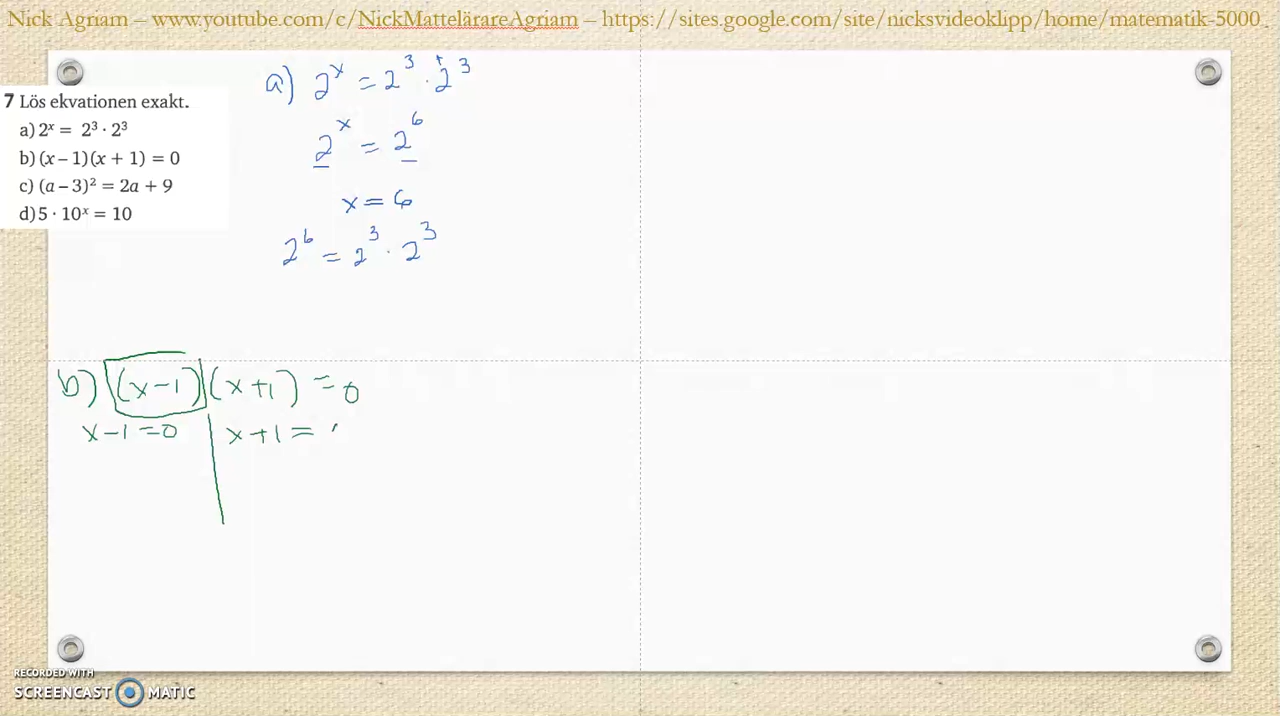 Nick Agriam – www.youtube.com/c/NickMattelärareAgriam – https://sites.google.com/site/nicksvideoklipp/home/matematik-5000
7 Lös ekvationen exakt.
a) 2ˣ = 2³ · 2³
b) (x – 1)(x + 1) = 0
c) (a – 3)² = 2a + 9
d) 5 · 10ˣ = 10
a) 2ˣ = 2³ · 2³
2ˣ = 2⁶
x = 6
2⁶ = 2³ · 2³
b) (x – 1)(x + 1) = 0
x – 1 = 0 | x + 1 =
RECORDED WITH
SCREENCAST MATIC